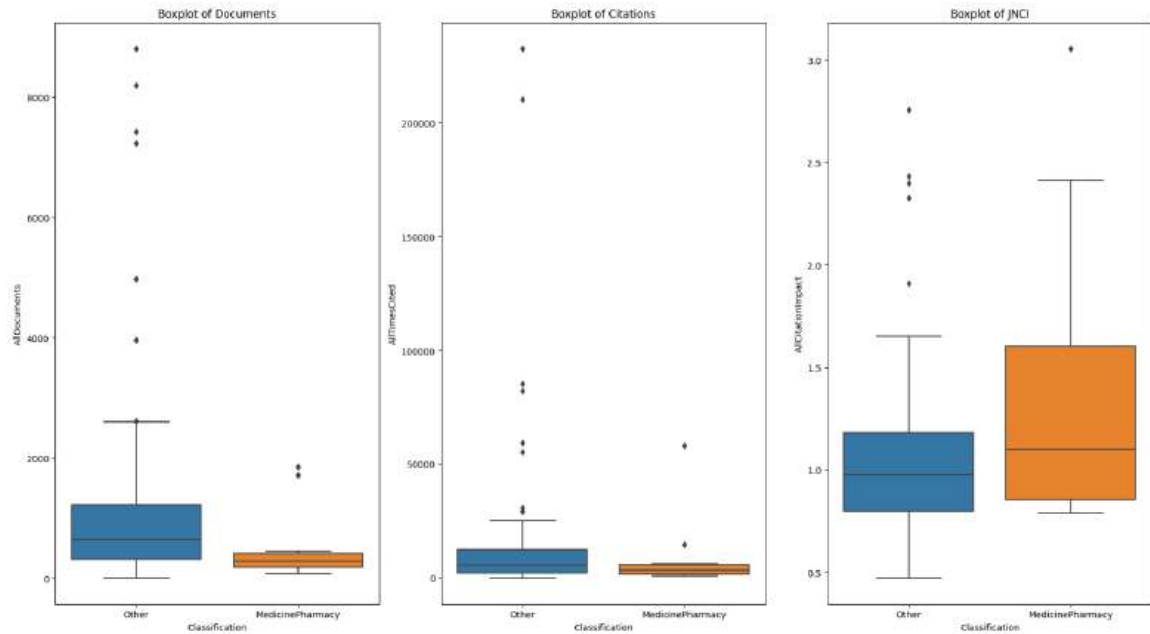 Boxplot of Documents
AllDocuments
8000
6000
4000
2000
0
Other
MedicinePharmacy
Classification
Boxplot of Citations
AllTimesCited
200000
150000
100000
50000
0
Other
MedicinePharmacy
Classification
Boxplot of JNCI
AllCitationImpact
3.0
2.5
2.0
1.5
1.0
0.5
Other
MedicinePharmacy
Classification